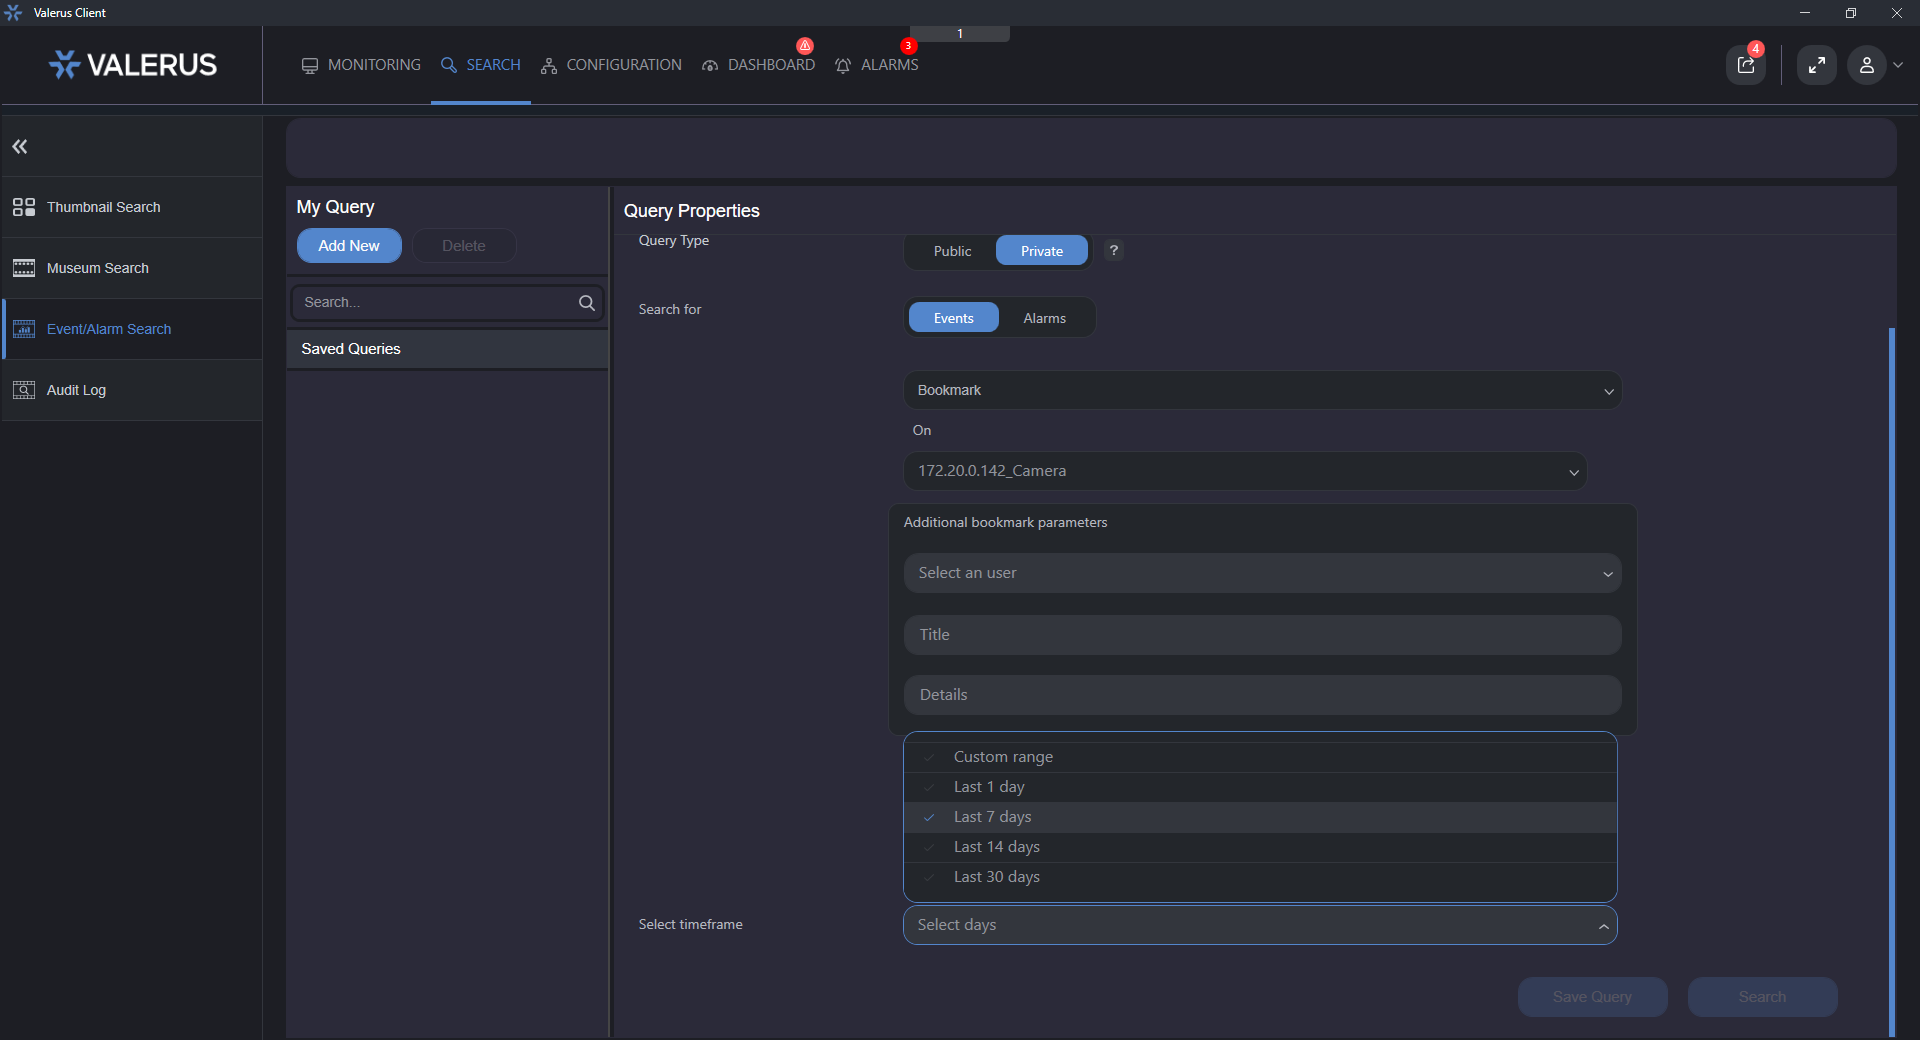 Valerus Client
1
VALERUS
MONITORING
SEARCH
CONFIGURATION
DASHBOARD
3
ALARMS
4
Thumbnail Search
Museum Search
Event/Alarm Search
Audit Log
My Query
Add New
Delete
Search...
Saved Queries
Query Properties
Query Type
Public
Private
?
Search for
Events
Alarms
Bookmark
On
172.20.0.142_Camera
Additional bookmark parameters
Select an user
Title
Details
Custom range
Last 1 day
Last 7 days
Last 14 days
Last 30 days
Select timeframe
Select days
Save Query
Search